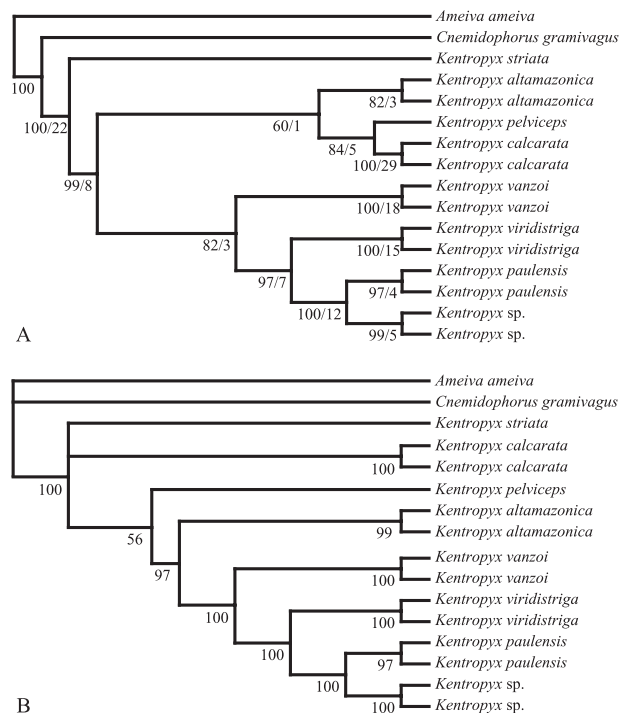 Ameiva ameiva
Cnemidophorus gramivagus
100
Kentropyx striata
Kentropyx altamazonica
82/3
Kentropyx altamazonica
100/22
60/1
Kentropyx pelviceps
84/5
Kentropyx calcarata
100/29
Kentropyx calcarata
99/8
Kentropyx vanzoi
100/18
Kentropyx vanzoi
Kentropyx viridistriga
82/3
100/15
Kentropyx viridistriga
97/7
Kentropyx paulensis
97/4
Kentropyx paulensis
100/12
Kentropyx sp.
99/5
Kentropyx sp.
A
Ameiva ameiva
Cnemidophorus gramivagus
Kentropyx striata
Kentropyx calcarata
100
Kentropyx calcarata
100
Kentropyx pelviceps
Kentropyx altamazonica
56
99
Kentropyx altamazonica
Kentropyx vanzoi
97
100
Kentropyx vanzoi
Kentropyx viridistriga
100
100
Kentropyx viridistriga
Kentropyx paulensis
100
97
Kentropyx paulensis
Kentropyx sp.
100
100
Kentropyx sp.
B